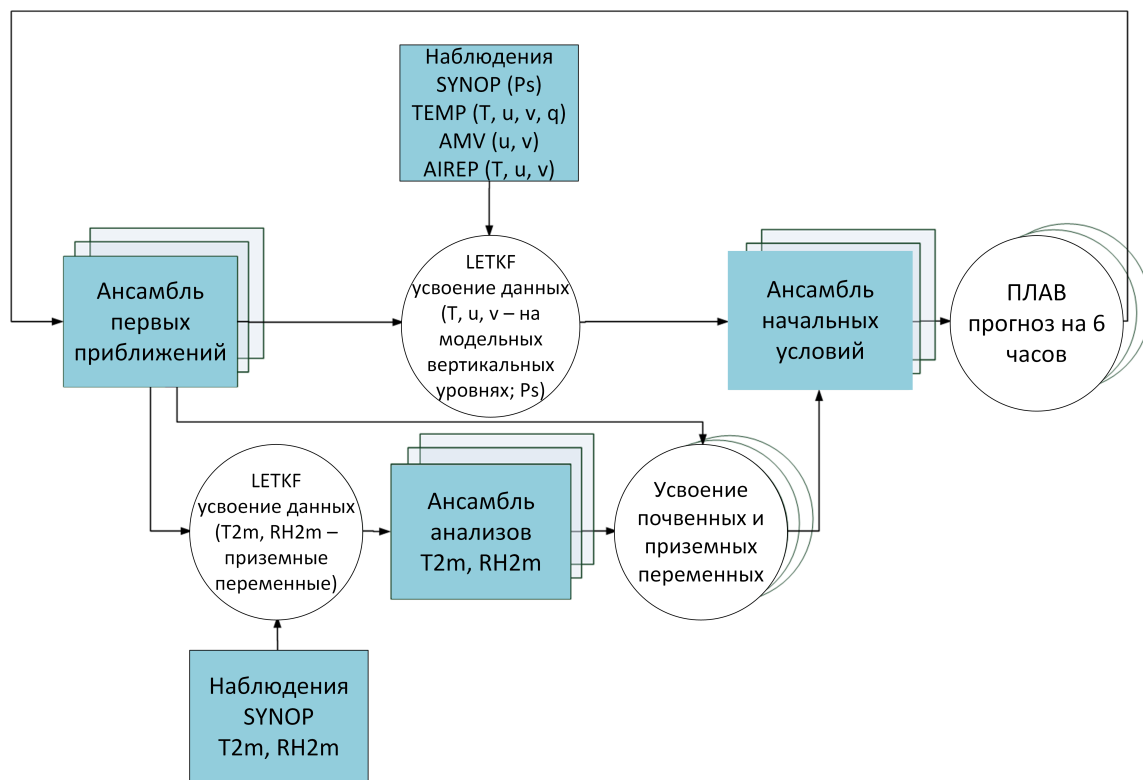 Наблюдения
SYNOP (Ps)
TEMP (T, u, v, q)
AMV (u, v)
AIREP (T, u, v)
Ансамбль
первых
приближений
LETKF
усвоение данных
(T, u, v – на
модельных
вертикальных
уровнях; Ps)
Ансамбль
начальных
условий
ПЛАВ
прогноз на 6
часов
LETKF
усвоение данных
(T2m, RH2m –
приземные
переменные)
Ансамбль
анализов
T2m, RH2m
Усвоение
почвенных и
приземных
переменных
Наблюдения
SYNOP
T2m, RH2m